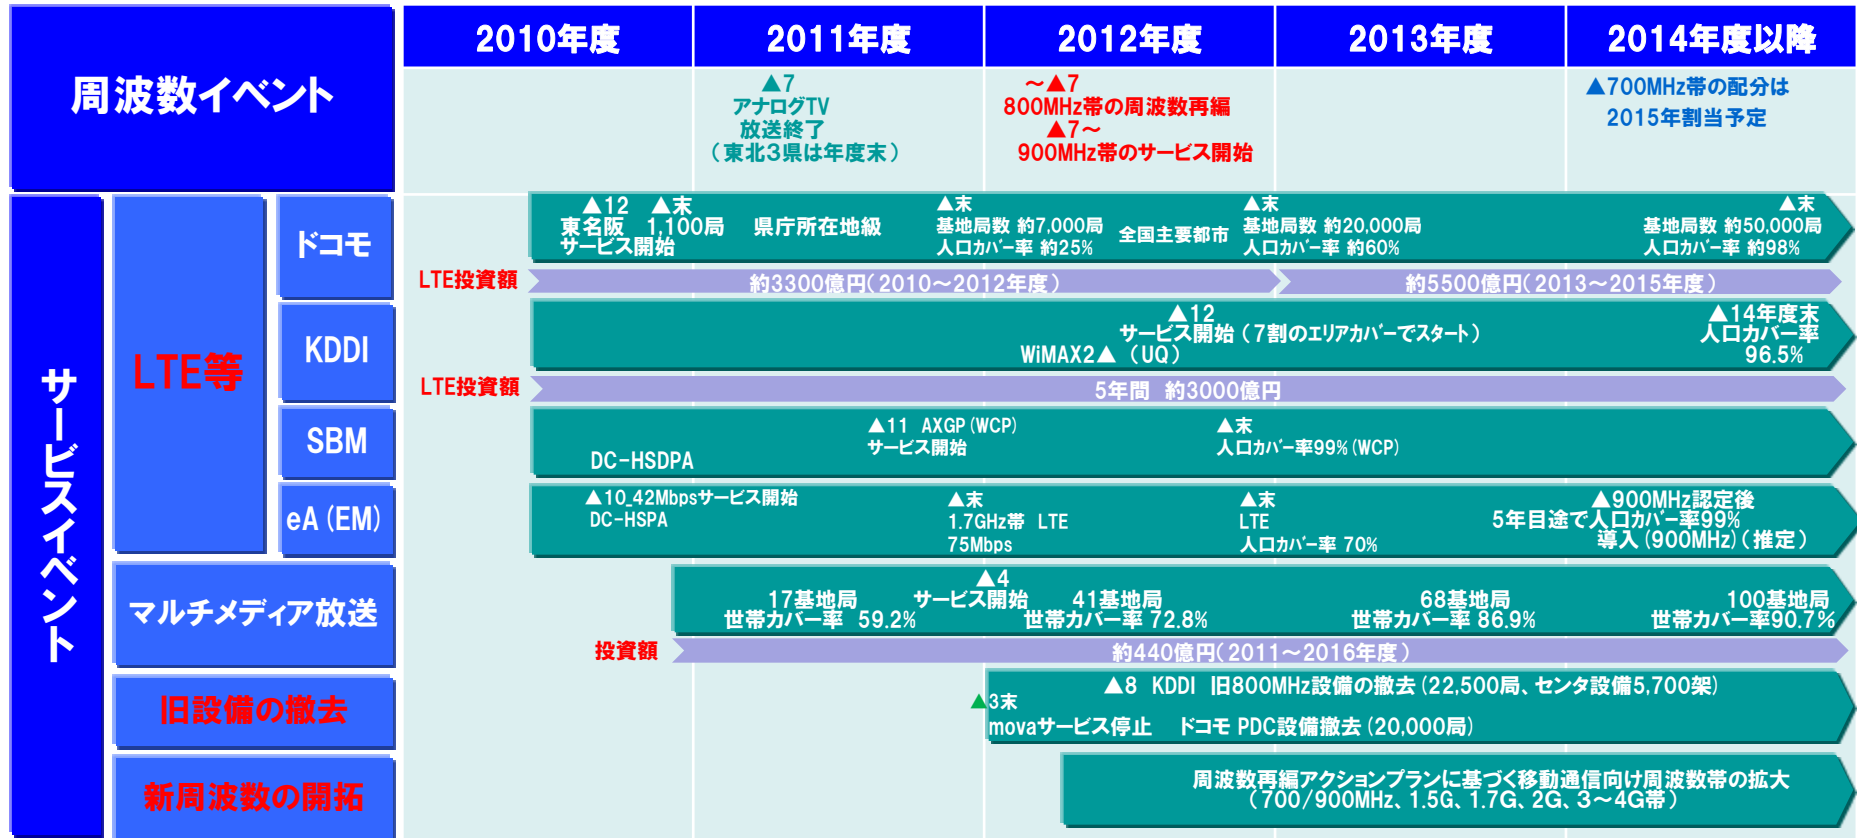 2010年度
2011年度
2012年度
2013年度
2014年度以降
周波数イベント
▲7
アナログTV
放送終了
（東北3県は年度末）
～▲7
800MHz帯の周波数再編
▲7～
900MHz帯のサービス開始
▲700MHz帯の配分は
2015年割当予定
サービスイベント
LTE等
ドコモ
▲12 ▲末
東名阪 1,100局
サービス開始
県庁所在地級
▲末
基地局数 約7,000局
人口カバー率 約25%
全国主要都市
▲末
基地局数 約20,000局
人口カバー率 約60%
▲末
基地局数 約50,000局
人口カバー率 約98%
LTE投資額
約3300億円（2010～2012年度）
約5500億円（2013～2015年度）
KDDI
▲12
サービス開始（7割のエリアカバーでスタート）
WiMAX2▲（UQ）
▲14年度末
人口カバー率
96.5%
LTE投資額
5年間 約3000億円
SBM
DC-HSDPA
▲11 AXGP(WCP)
サービス開始
▲末
人口カバー率99%(WCP)
eA(EM)
▲10_42Mbpsサービス開始
DC-HSPA
▲末
1.7GHz帯 LTE
75Mbps
▲末
LTE
人口カバー率 70%
▲900MHz認定後
5年目途で人口カバー率99%
導入(900MHz)（推定）
マルチメディア放送
17基地局
世帯カバー率 59.2%
▲4
サービス開始
41基地局
世帯カバー率 72.8%
68基地局
世帯カバー率 86.9%
100基地局
世帯カバー率90.7%
投資額
約440億円（2011～2016年度）
旧設備の撤去
▲8 KDDI 旧800MHz設備の撤去(22,500局、センタ設備5,700架)
▲3末
movaサービス停止 ドコモ PDC設備撤去(20,000局)
新周波数の開拓
周波数再編アクションプランに基づく移動通信向け周波数帯の拡大
（700/900MHz、1.5G、1.7G、2G、3～4G帯）